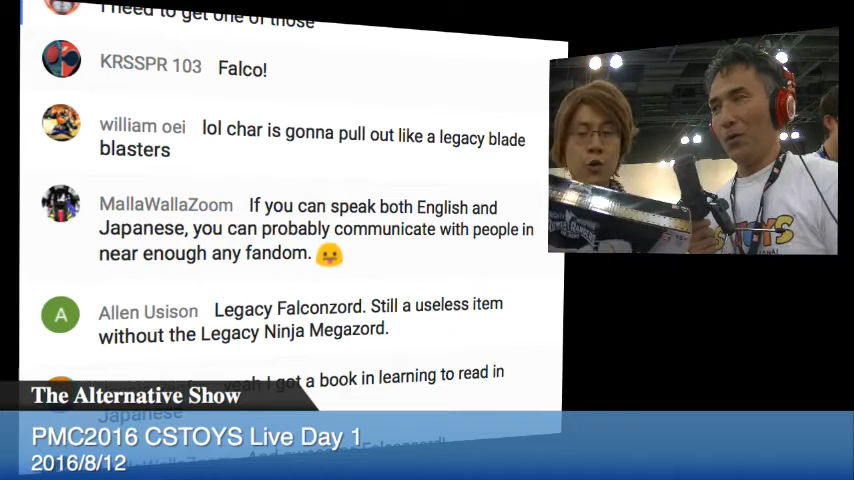 I need to get one of those
KRSSPR 103 Falco!
william oei lol char is gonna pull out like a legacy blade
blasters
MallaWallaZoom If you can speak both English and
Japanese, you can probably communicate with people in
near enough any fandom.
A
Allen Usison Legacy Falconzord. Still a useless item
without the Legacy Ninja Megazord.
yeah I got a book in learning to read in
Japanese
The Alternative Show
PMC2016 CSTOYS Live Day 1
2016/8/12